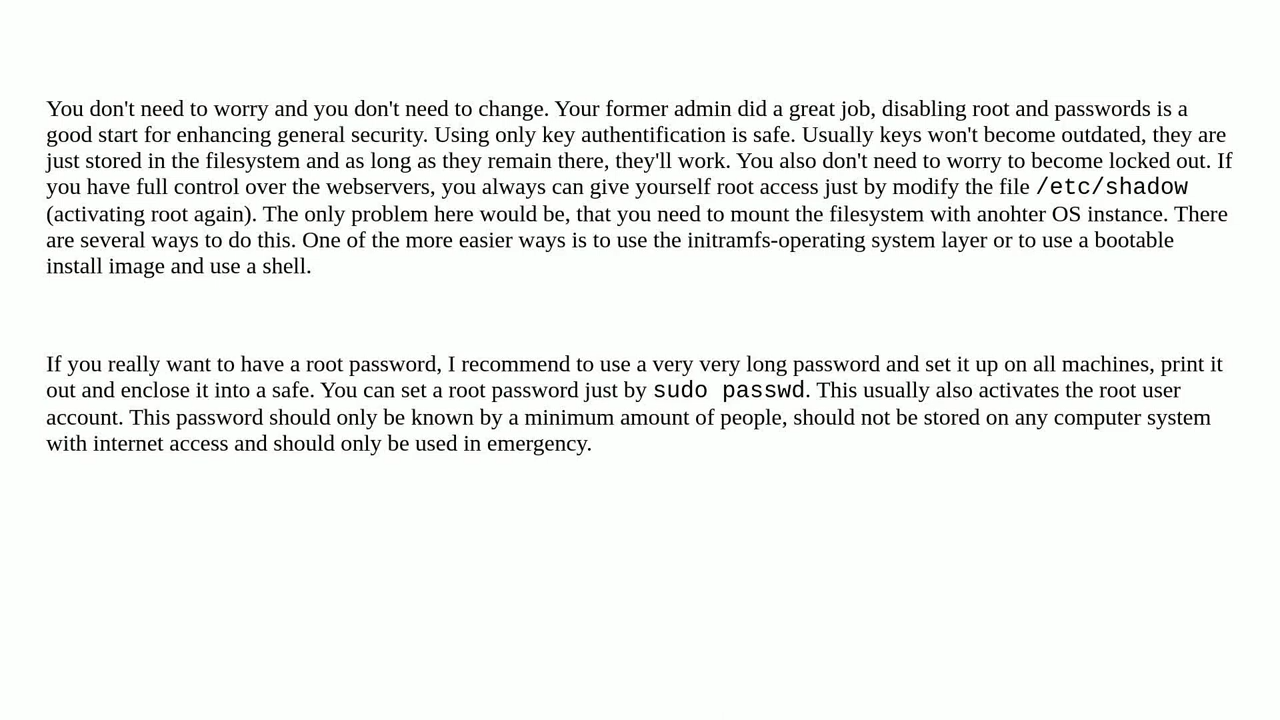 You don't need to worry and you don't need to change. Your former admin did a great job, disabling root and passwords is a
good start for enhancing general security. Using only key authentification is safe. Usually keys won't become outdated, they are
just stored in the filesystem and as long as they remain there, they'll work. You also don't need to worry to become locked out. If
you have full control over the webservers, you always can give yourself root access just by modify the file /etc/shadow
(activating root again). The only problem here would be, that you need to mount the filesystem with anohter OS instance. There
are several ways to do this. One of the more easier ways is to use the initramfs-operating system layer or to use a bootable
install image and use a shell.
If you really want to have a root password, I recommend to use a very very long password and set it up on all machines, print it
out and enclose it into a safe. You can set a root password just by sudo passwd. This usually also activates the root user
account. This password should only be known by a minimum amount of people, should not be stored on any computer system
with internet access and should only be used in emergency.